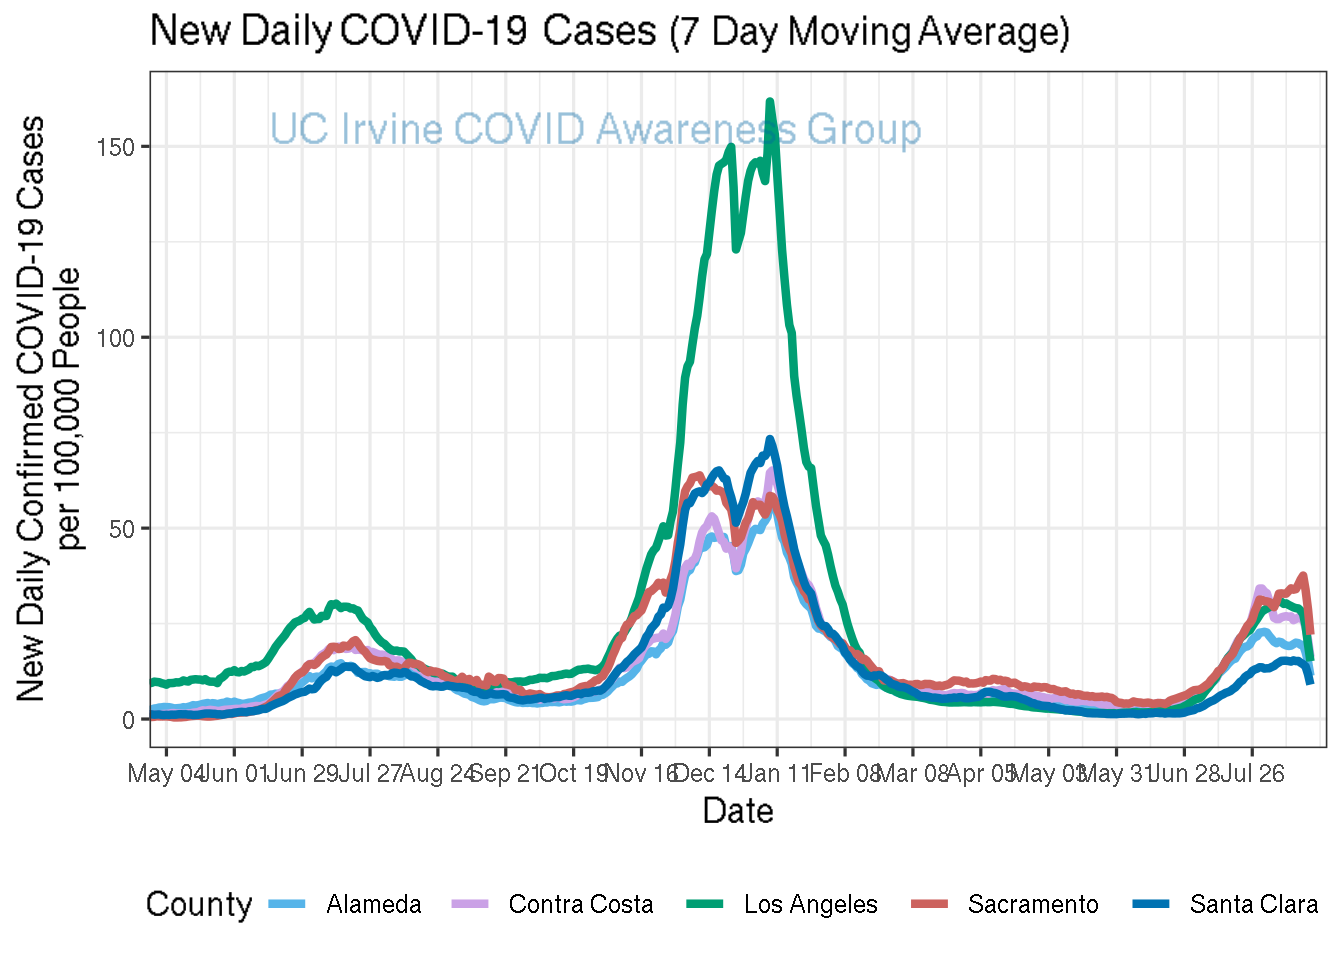 New Daily COVID-19 Cases (7 Day Moving Average)
UC Irvine COVID Awareness Group
New Daily Confirmed COVID-19 Cases
per 100,000 People
150
100
50
0
May 04 Jun 01 Jun 29 Jul 27 Aug 24 Sep 21 Oct 19 Nov 16 Dec 14 Jan 11 Feb 08 Mar 08 Apr 05 May 03 May 31 Jun 28 Jul 26
Date
County Alameda Contra Costa Los Angeles Sacramento Santa Clara